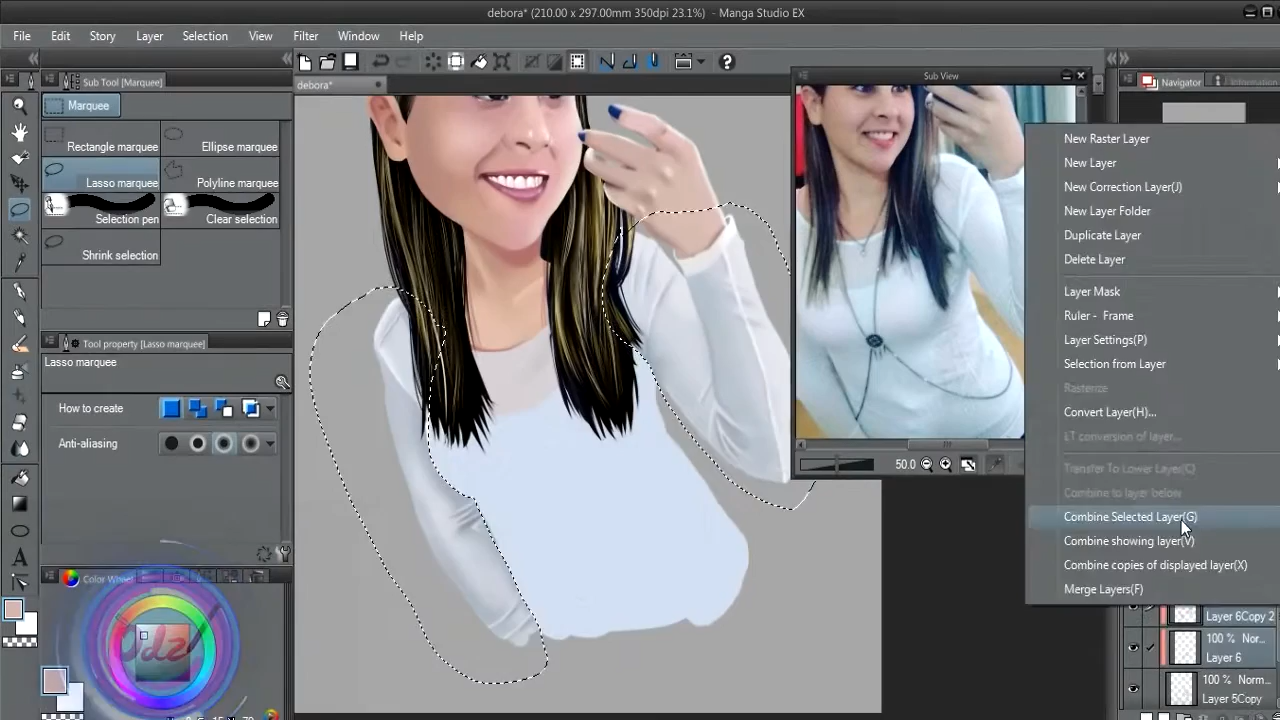 debora* (210.00 x 297.00mm 350dpi 23.1%) - Manga Studio EX
File Edit Story Layer Selection View Filter Window Help
Sub Tool [Marquee]
Marquee
Rectangle marquee
Ellipse marquee
Lasso marquee
Polyline marquee
Selection pen
Clear selection
Shrink selection
Tool property [Lasso marquee]
Lasso marquee
How to create
Anti-aliasing
Color Wheel
debora*
Sub View
50.0
Navigator
Information
New Raster Layer
New Layer
New Correction Layer(J)
New Layer Folder
Duplicate Layer
Delete Layer
Layer Mask
Ruler - Frame
Layer Settings(P)
Selection from Layer
Rasterize
Convert Layer(H)...
LT conversion of layer...
Transfer To Lower Layer(Q)
Combine to layer below
Combine Selected Layer(G)
Combine showing layer(V)
Combine copies of displayed layer(X)
Merge Layers(F)
Layer 6Copy 2
100 % Nor...
Layer 6
100 % Norm...
Layer 5Copy